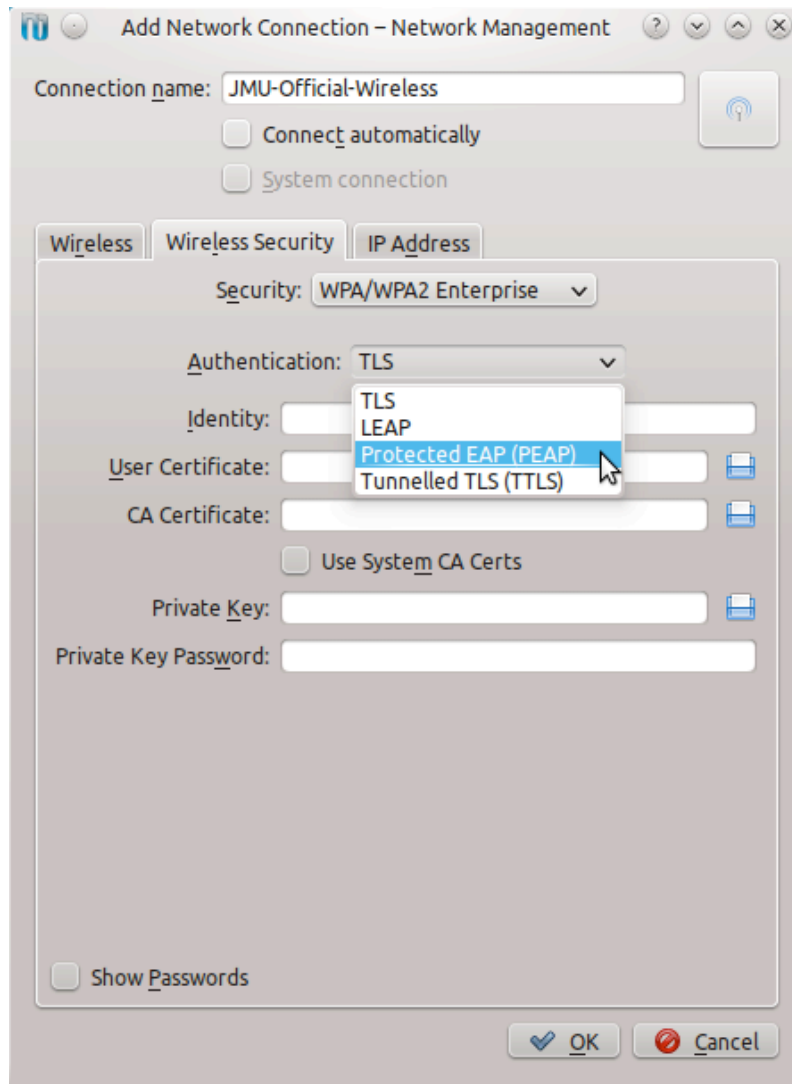 Add Network Connection – Network Management
Connection name: JMU-Official-Wireless
Connect automatically
System connection
Wireless Wireless Security IP Address
Security: WPA/WPA2 Enterprise
Authentication: TLS
TLS
Identity:
LEAP
Protected EAP (PEAP)
User Certificate:
Tunnelled TLS (TTLS)
CA Certificate:
Use System CA Certs
Private Key:
Private Key Password:
Show Passwords
OK Cancel